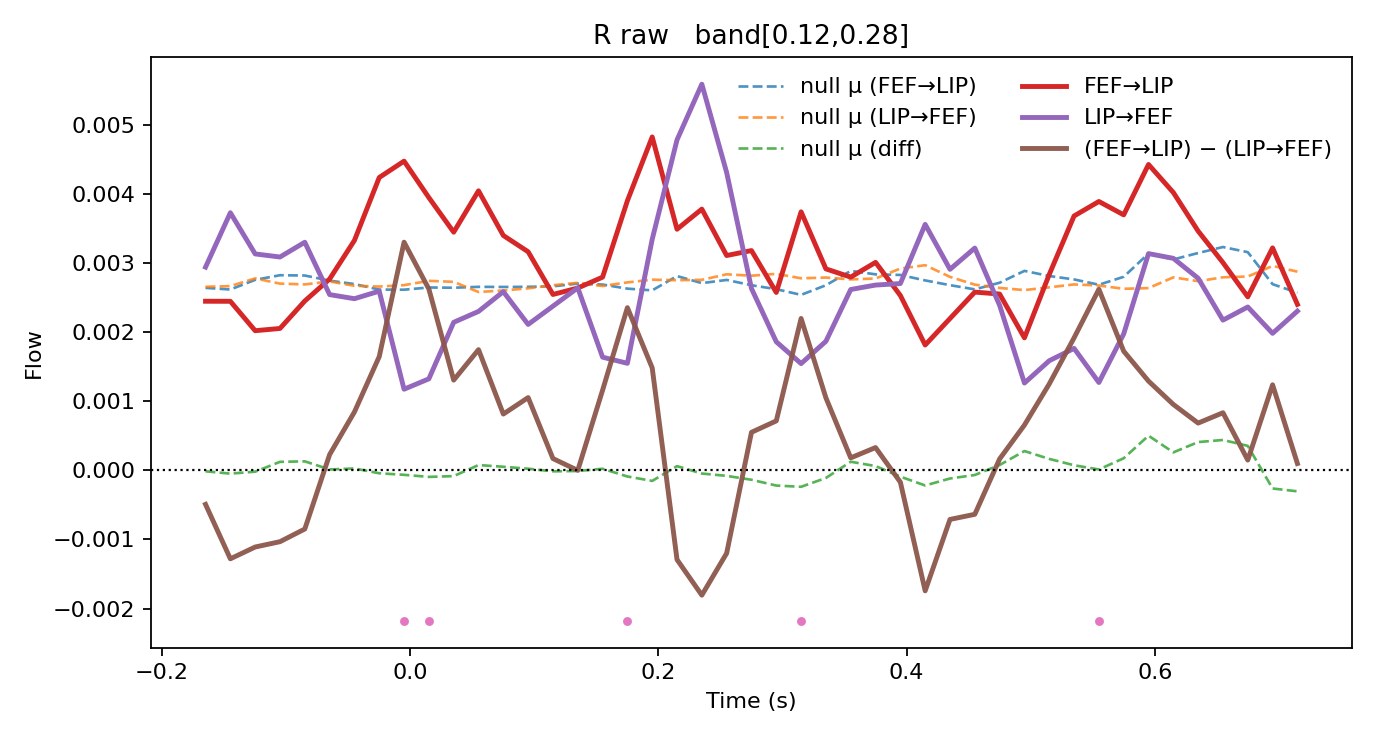 R raw   band[0.12,0.28]
null μ (FEF→LIP)
null μ (LIP→FEF)
null μ (diff)
FEF→LIP
LIP→FEF
(FEF→LIP) − (LIP→FEF)
Flow
0.005
0.004
0.003
0.002
0.001
0.000
−0.001
−0.002
−0.2
0.0
0.2
0.4
0.6
Time (s)